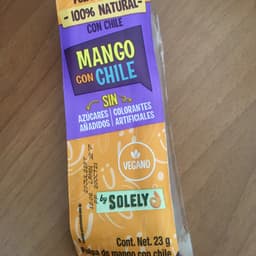 -100% NATURAL-
CON CHILE
MANGO
CON CHILE
SIN
AZÚCARES | COLORANTES
AÑADIDOS | ARTIFICIALES
VEGANO
by SOLELY
Cont. Net. 23 g
Pulpa de mango con chile